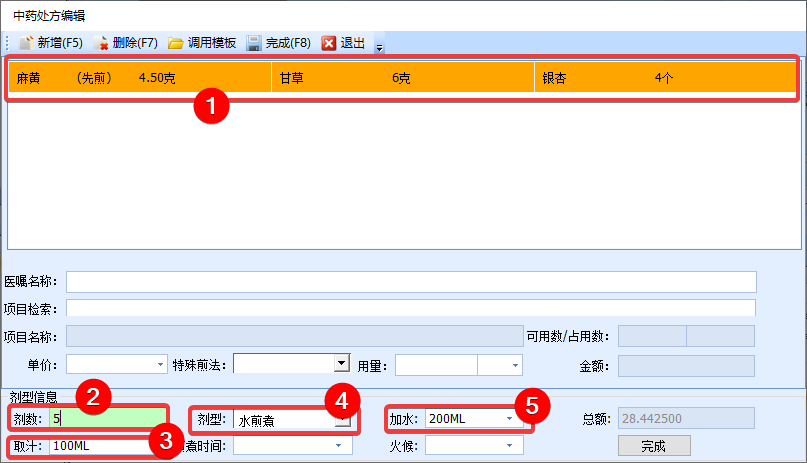 中药处方编辑
新增(F5) 删除(F7) 调用模板 完成(F8) 退出
麻黄 （先煎） 4.50克 甘草 6克 银杏 4个
1
医嘱名称：
项目检索：
项目名称： 可用数/占用数：
单价： 特殊煎法： 用量： 金额：
剂型信息
2 4 5
剂数： 5 剂型： 水煎煮 加水： 200ML 总额： 28.442500
3
取汁： 100ML 煮时间： 火候： 完成